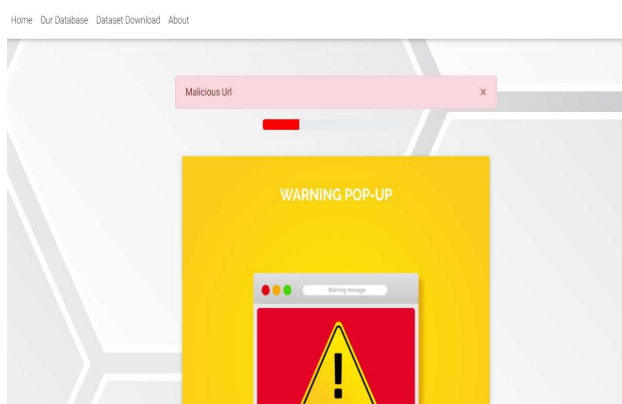 Home Our Database Dataset Download About
Malicious Url x
WARNING POP-UP
Warning message